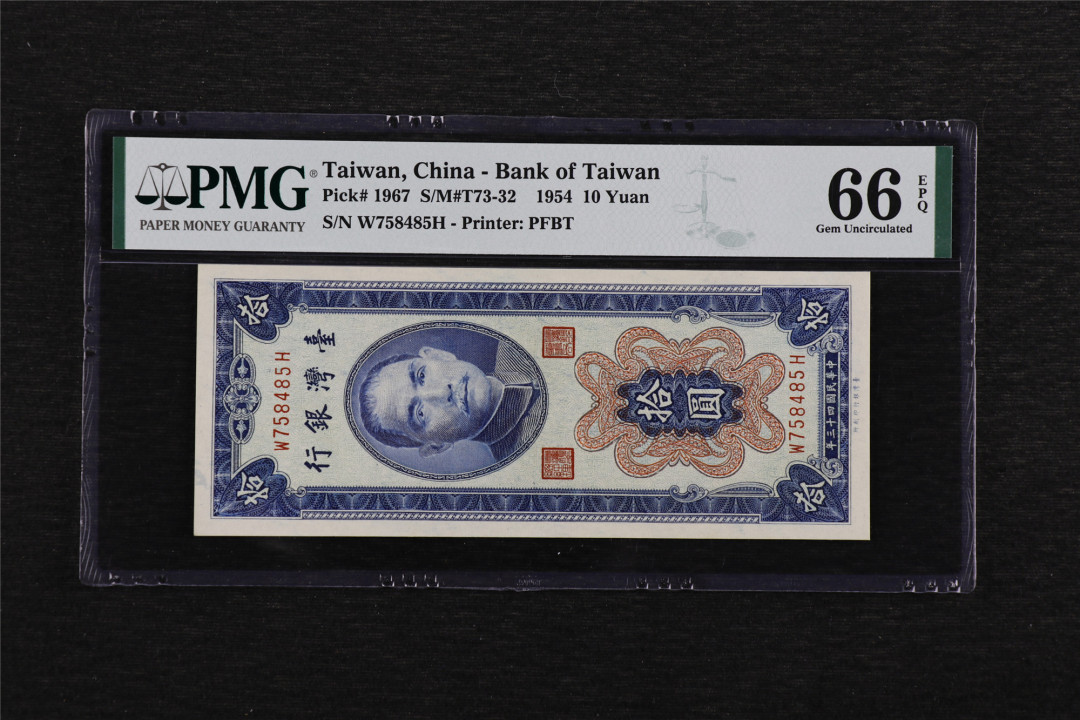 PMG®
PAPER MONEY GUARANTY
Taiwan, China - Bank of Taiwan
Pick# 1967 S/M#T73-32 1954 10 Yuan
S/N W758485H - Printer: PFBT
66 EPQ
Gem Uncirculated
臺灣銀行
拾圓
中華民國四十三年
W758485H
W758485H
拾
拾
拾
拾